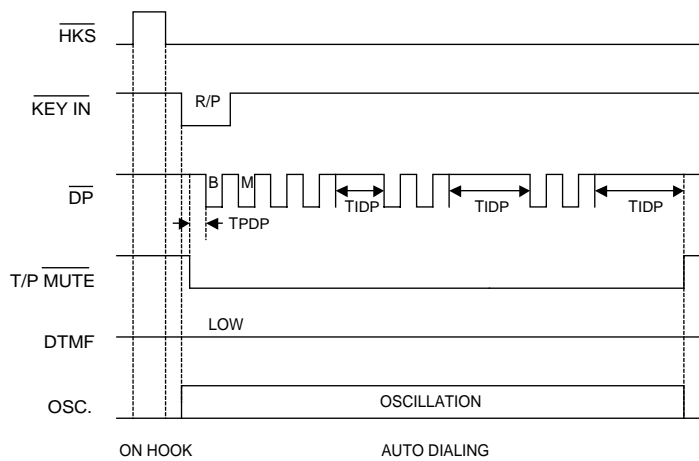 HKS
KEY IN
R/P
DP
B
M
TIDP
TIDP
TIDP
TPDP
T/P MUTE
LOW
DTMF
OSC.
OSCILLATION
ON HOOK
AUTO DIALING